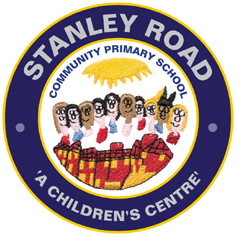 STANLEY ROAD
COMMUNITY PRIMARY SCHOOL
'A CHILDREN'S CENTRE'